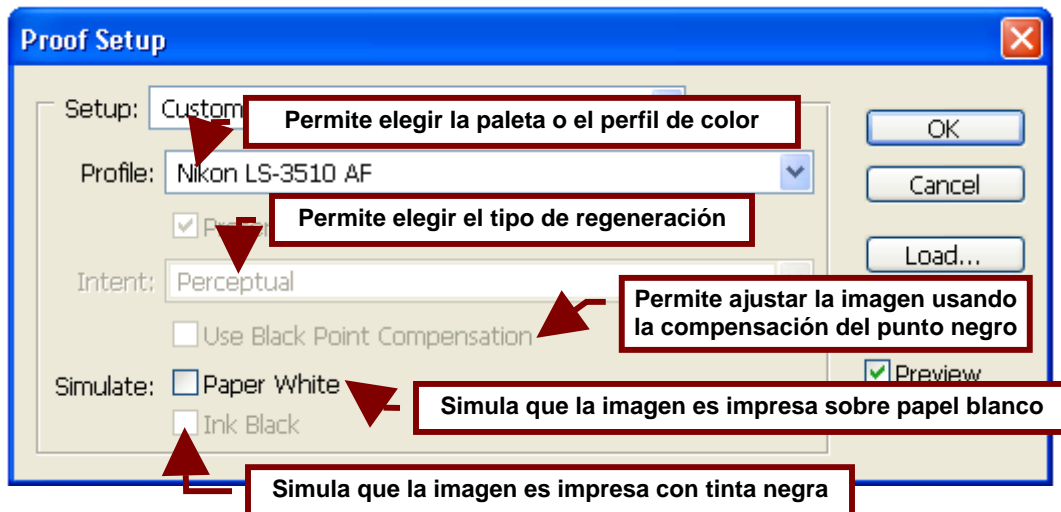 Proof Setup
Setup: Custom
Permite elegir la paleta o el perfil de color
OK
Profile: Nikon LS-3510 AF
Cancel
Permite elegir el tipo de regeneración
Load...
Intent: Perceptual
Permite ajustar la imagen usando
la compensación del punto negro
Use Black Point Compensation
Simulate: Paper White
Preview
Simula que la imagen es impresa sobre papel blanco
Ink Black
Simula que la imagen es impresa con tinta negra